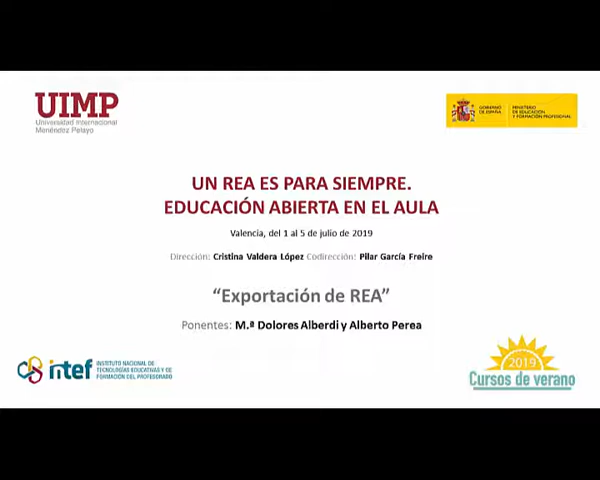 UIMP
Universidad Internacional
Menéndez Pelayo
GOBIERNO
DE ESPAÑA
MINISTERIO
DE EDUCACIÓN
Y FORMACIÓN PROFESIONAL
UN REA ES PARA SIEMPRE.
EDUCACIÓN ABIERTA EN EL AULA
Valencia, del 1 al 5 de julio de 2019
Dirección: Cristina Valdera López Codirección: Pilar García Freire
“Exportación de REA”
Ponentes: M.ª Dolores Alberdi y Alberto Perea
intef
INSTITUTO NACIONAL DE
TECNOLOGÍAS EDUCATIVAS Y DE
FORMACIÓN DEL PROFESORADO
2019
Cursos de verano